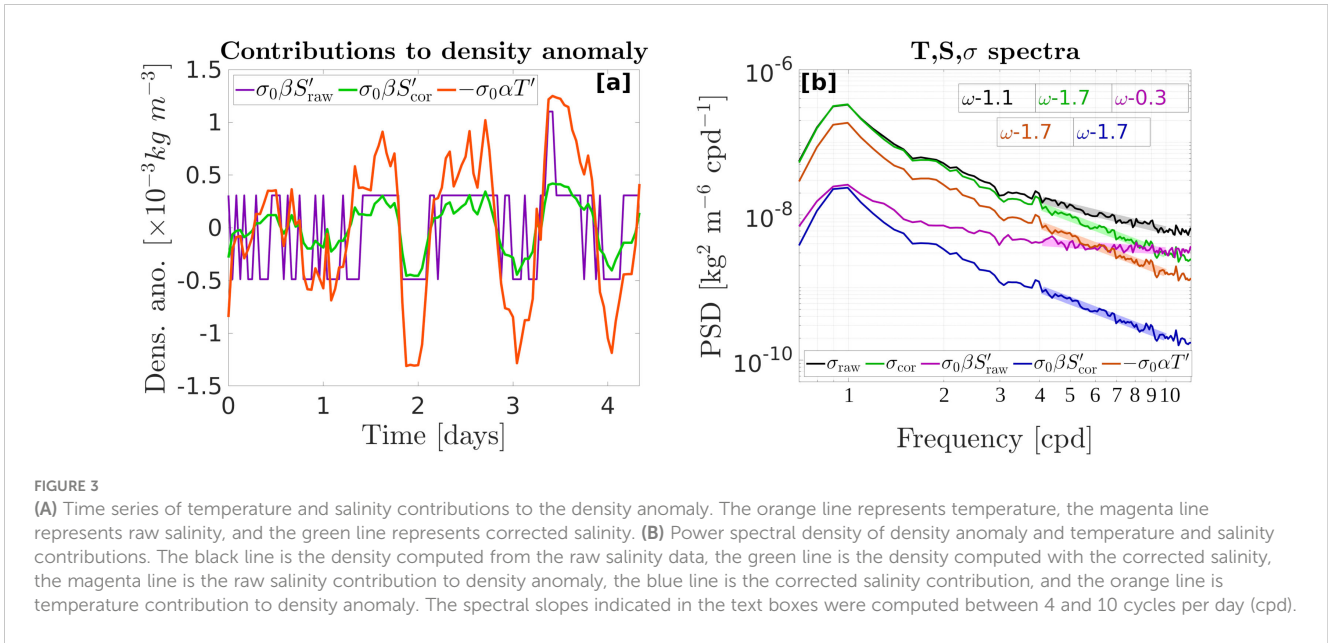 Contributions to density anomaly
[a]
σ₀βS′raw σ₀βS′cor −σ₀αT′
Dens. ano. [×10⁻³kg m⁻³]
1.5
1
0.5
0
-0.5
-1
-1.5
0 1 2 3 4
Time [days]
T,S,σ spectra
[b]
ω-1.1 ω-1.7 ω-0.3
ω-1.7 ω-1.7
PSD [kg² m⁻⁶ cpd⁻¹]
10⁻⁶
10⁻⁸
10⁻¹⁰
σraw σcor σ₀βS′raw σ₀βS′cor −σ₀αT′
1 2 3 4 5 6 7 8 9 10
Frequency [cpd]
FIGURE 3
(A) Time series of temperature and salinity contributions to the density anomaly. The orange line represents temperature, the magenta line
represents raw salinity, and the green line represents corrected salinity. (B) Power spectral density of density anomaly and temperature and salinity
contributions. The black line is the density computed from the raw salinity data, the green line is the density computed with the corrected salinity,
the magenta line is the raw salinity contribution to density anomaly, the blue line is the corrected salinity contribution, and the orange line is
temperature contribution to density anomaly. The spectral slopes indicated in the text boxes were computed between 4 and 10 cycles per day (cpd).